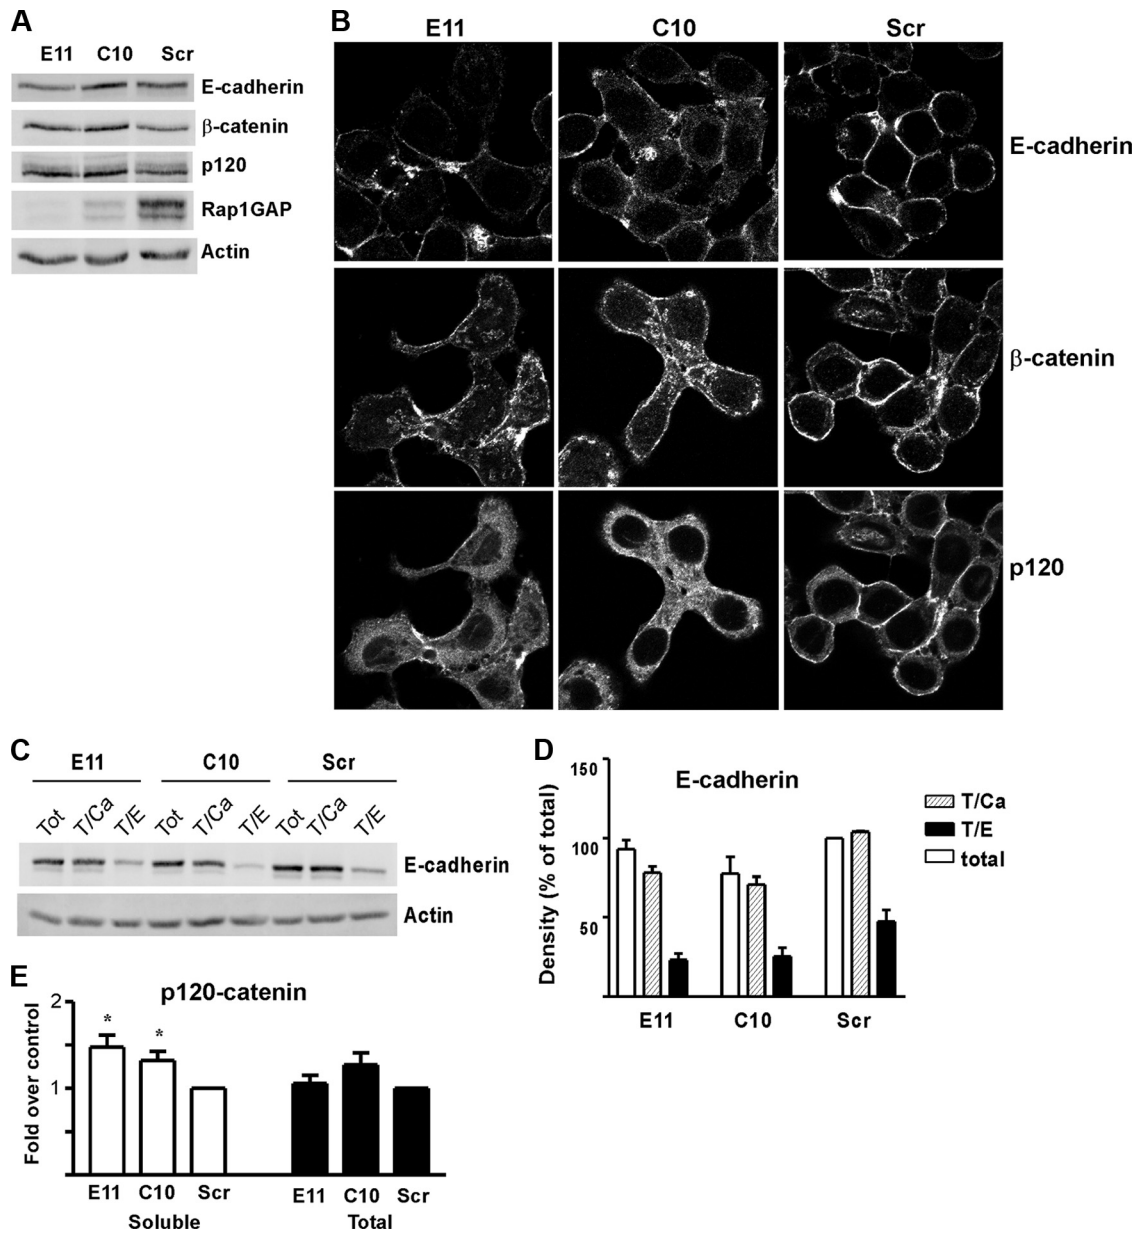 A
E11 C10 Scr
E-cadherin
β-catenin
p120
Rap1GAP
Actin
B
E11 C10 Scr
E-cadherin
β-catenin
p120
C
E11 C10 Scr
Tot T/Ca T/E Tot T/Ca T/E Tot T/Ca T/E
E-cadherin
Actin
D
E-cadherin
Density (% of total)
150
100
50
T/Ca
T/E
total
E11 C10 Scr
E
p120-catenin
Fold over control
2
1
* *
E11 C10 Scr E11 C10 Scr
Soluble Total